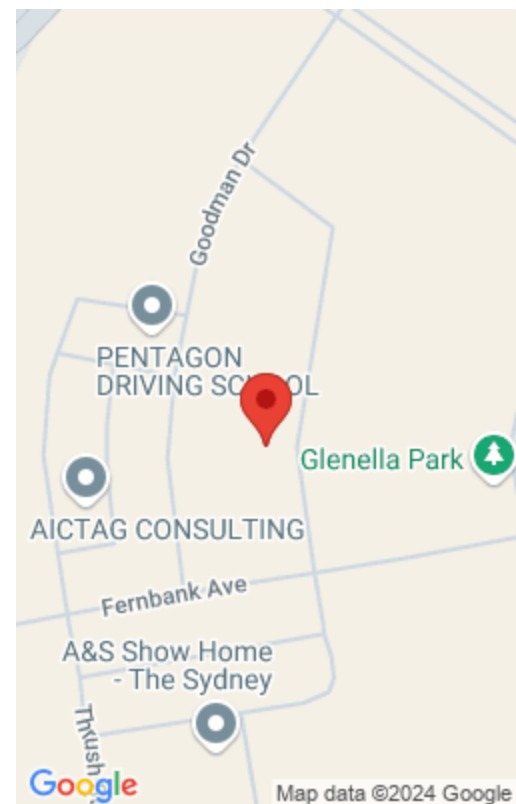 Goodman Dr
PENTAGON
DRIVING SCHOOL
Glenella Park
AICTAG CONSULTING
Fernbank Ave
A&S Show Home
- The Sydney
Thrush
Google
Map data ©2024 Google